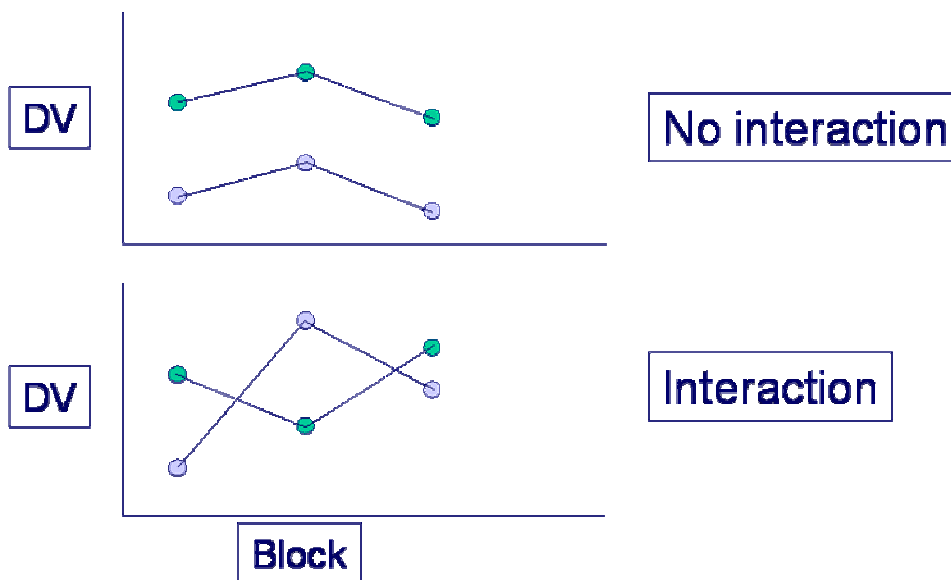 DV
No interaction
DV
Interaction
Block